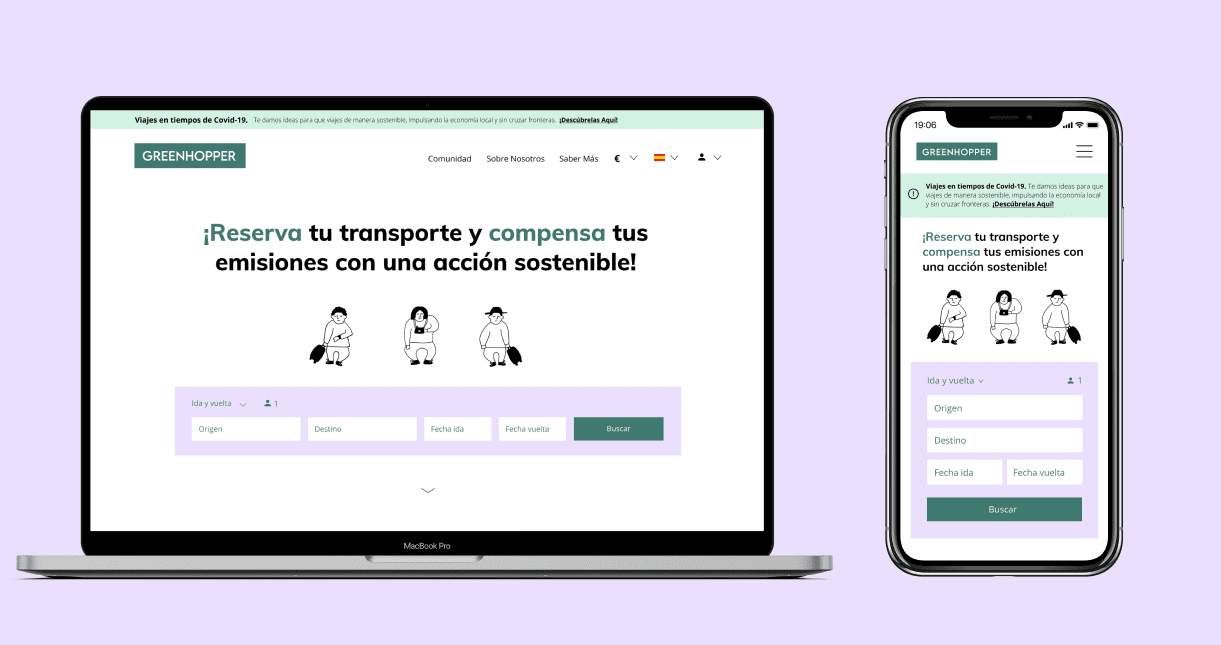 Viajes en tiempos de Covid-19. Te damos ideas para que viajes de manera sostenible, impulsando la economía local y sin cruzar fronteras. ¡Descúbrelas Aquí!
GREENHOPPER
Comunidad Sobre Nosotros Saber Más €
¡Reserva tu transporte y compensa tus
emisiones con una acción sostenible!
Ida y vuelta 1
Origen Destino Fecha ida Fecha vuelta Buscar
MacBook Pro
19:06
GREENHOPPER
Viajes en tiempos de Covid-19. Te damos ideas para que
viajes de manera sostenible, impulsando la economía local
y sin cruzar fronteras. ¡Descúbrelas Aquí!
¡Reserva tu transporte y
compensa tus emisiones con
una acción sostenible!
Ida y vuelta 1
Origen
Destino
Fecha ida Fecha vuelta
Buscar